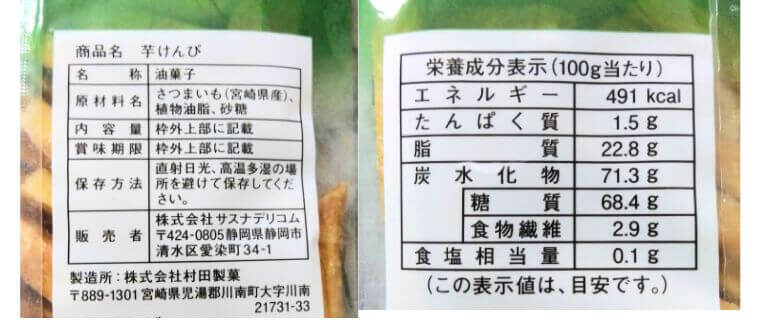 商品名 芋けんぴ
名称 油菓子
原材料名 さつまいも(宮崎県産)、
植物油脂、砂糖
内容量 枠外上部に記載
賞味期限 枠外上部に記載
保存方法 直射日光、高温多湿の場
所を避けて保存してくだ
さい。
販売者 株式会社サスナデリコム
〒424-0805静岡県静岡市
清水区愛染町34-1
製造所:株式会社村田製菓
〒889-1301宮崎県児湯郡川南町大字川南
21731-33
栄養成分表示(100g当たり)
エネルギー 491 kcal
たんぱく質 1.5 g
脂質 22.8 g
炭水化物 71.3 g
糖質 68.4 g
食物繊維 2.9 g
食塩相当量 0.1 g
(この表示値は、目安です。)